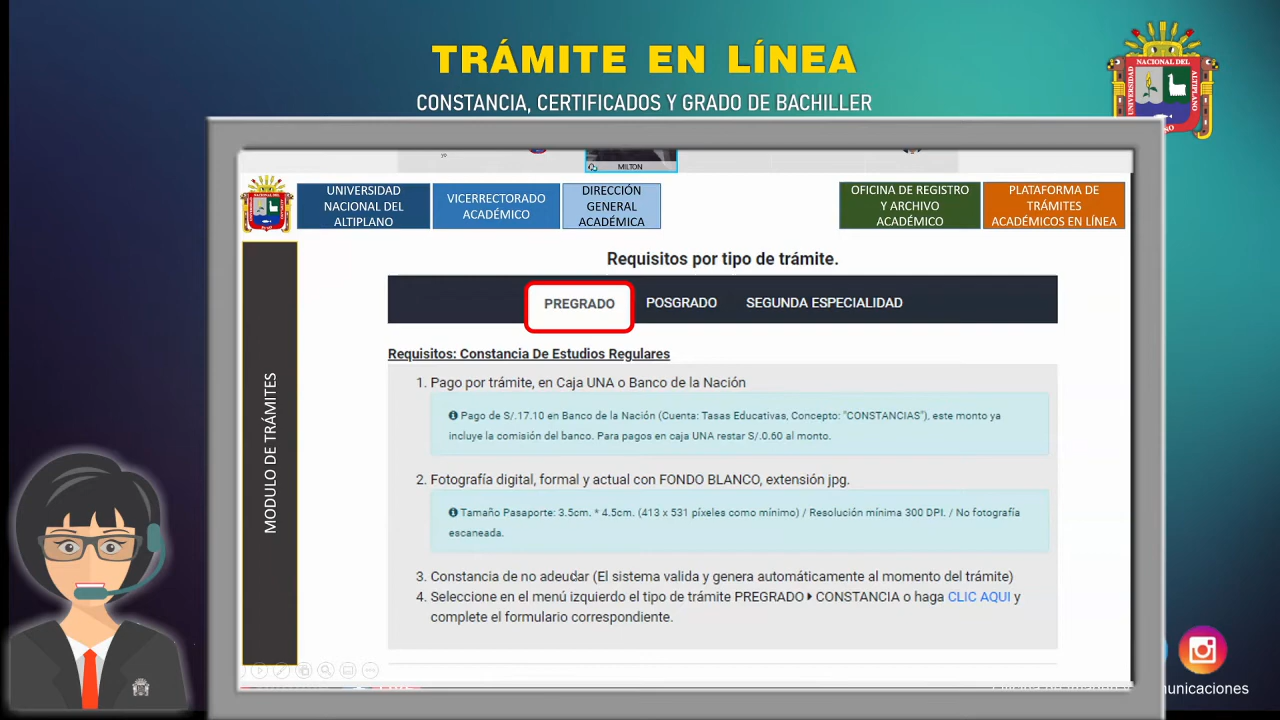 TRÁMITE EN LÍNEA
CONSTANCIA, CERTIFICADOS Y GRADO DE BACHILLER
UNIVERSIDAD NACIONAL DEL ALTIPLANO
MILTON
UNIVERSIDAD
NACIONAL DEL
ALTIPLANO
VICERRECTORADO
ACADÉMICO
DIRECCIÓN
GENERAL
ACADÉMICA
OFICINA DE REGISTRO
Y ARCHIVO
ACADÉMICO
PLATAFORMA DE
TRÁMITES
ACADÉMICOS EN LÍNEA
MODULO DE TRÁMITES
Requisitos por tipo de trámite.
PREGRADO POSGRADO SEGUNDA ESPECIALIDAD
Requisitos: Constancia De Estudios Regulares
1. Pago por trámite, en Caja UNA o Banco de la Nación
Pago de S/.17.10 en Banco de la Nación (Cuenta: Tasas Educativas, Concepto: "CONSTANCIAS"), este monto ya
incluye la comisión del banco. Para pagos en caja UNA restar S/.0.60 al monto.
2. Fotografía digital, formal y actual con FONDO BLANCO, extensión jpg.
Tamaño Pasaporte: 3.5cm. * 4.5cm. (413 x 531 píxeles como mínimo) / Resolución mínima 300 DPI. / No fotografía
escaneada.
3. Constancia de no adeudar (El sistema valida y genera automáticamente al momento del trámite)
4. Seleccione en el menú izquierdo el tipo de trámite PREGRADO CONSTANCIA o haga CLIC AQUI y
complete el formulario correspondiente.
unicaciones